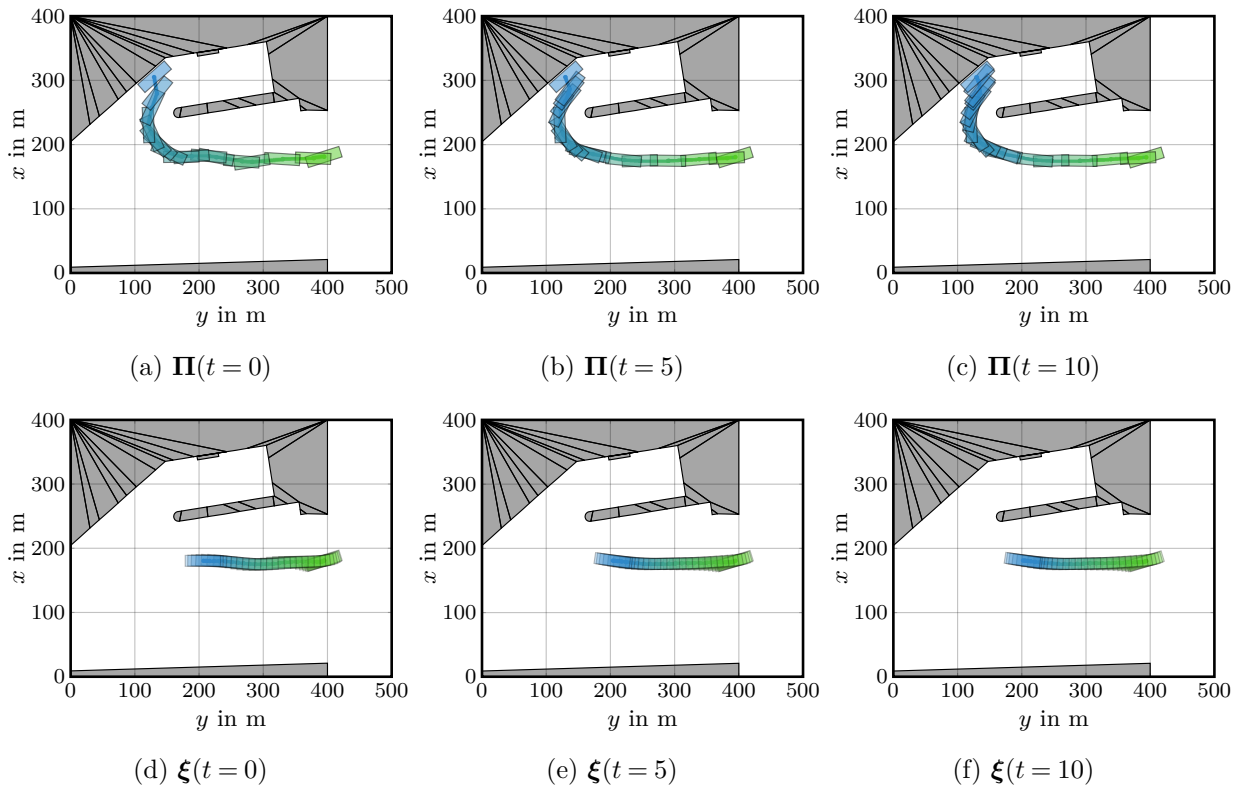 400 400 400
300 300 300
x in m x in m x in m
200 200 200
100 100 100
0 0 0
0 100 200 300 400 500 0 100 200 300 400 500 0 100 200 300 400 500
y in m y in m y in m
(a) Π(t = 0) (b) Π(t = 5) (c) Π(t = 10)
400 400 400
300 300 300
x in m x in m x in m
200 200 200
100 100 100
0 0 0
0 100 200 300 400 500 0 100 200 300 400 500 0 100 200 300 400 500
y in m y in m y in m
(d) ξ(t = 0) (e) ξ(t = 5) (f) ξ(t = 10)